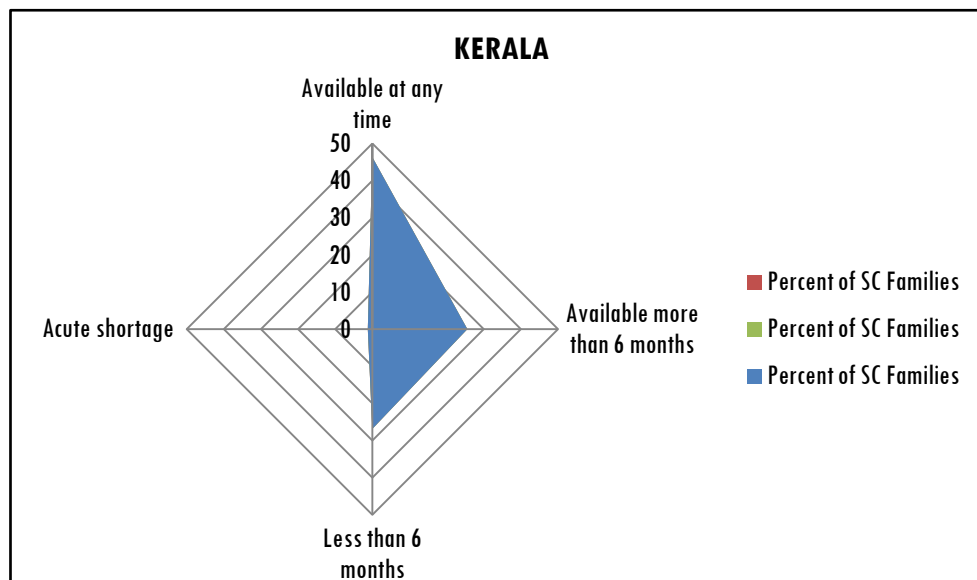 KERALA
Available at any
time
50
40
30
20
10
0
Acute shortage
Available more
than 6 months
Less than 6
months
Percent of SC Families
Percent of SC Families
Percent of SC Families